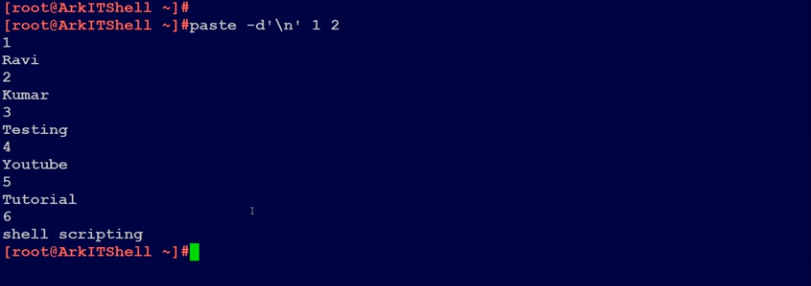 [root@ArkITShell ~]#
[root@ArkITShell ~]#paste -d'\n' 1 2
1
Ravi
2
Kumar
3
Testing
4
Youtube
5
Tutorial
6
shell scripting
[root@ArkITShell ~]#